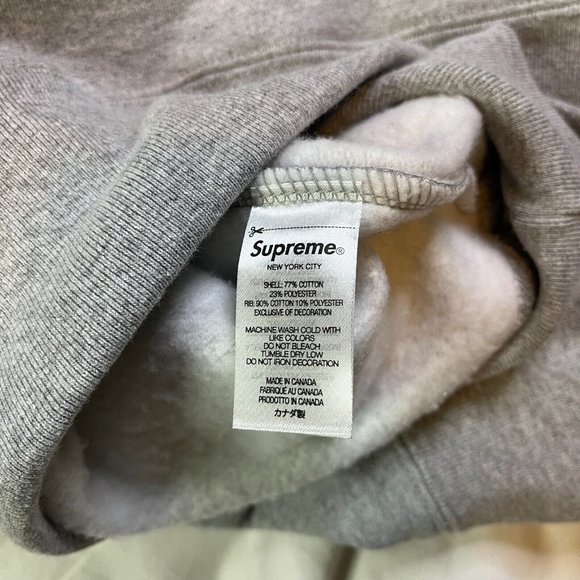 Supreme®
NEW YORK CITY
SHELL: 77% COTTON
23% POLYESTER
RIB: 90% COTTON 10% POLYESTER
EXCLUSIVE OF DECORATION
MACHINE WASH COLD WITH
LIKE COLORS
DO NOT BLEACH
TUMBLE DRY LOW
DO NOT IRON DECORATION
MADE IN CANADA
FABRIQUÉ AU CANADA
PRODOTTO IN CANADA
カナダ製